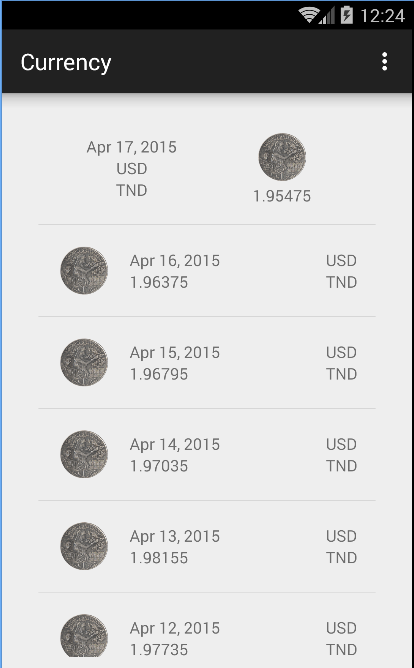 12:24
Currency
Apr 17, 2015
USD
TND
1.95475
Apr 16, 2015 USD
1.96375 TND
Apr 15, 2015 USD
1.96795 TND
Apr 14, 2015 USD
1.97035 TND
Apr 13, 2015 USD
1.98155 TND
Apr 12, 2015 USD
1.97735 TND